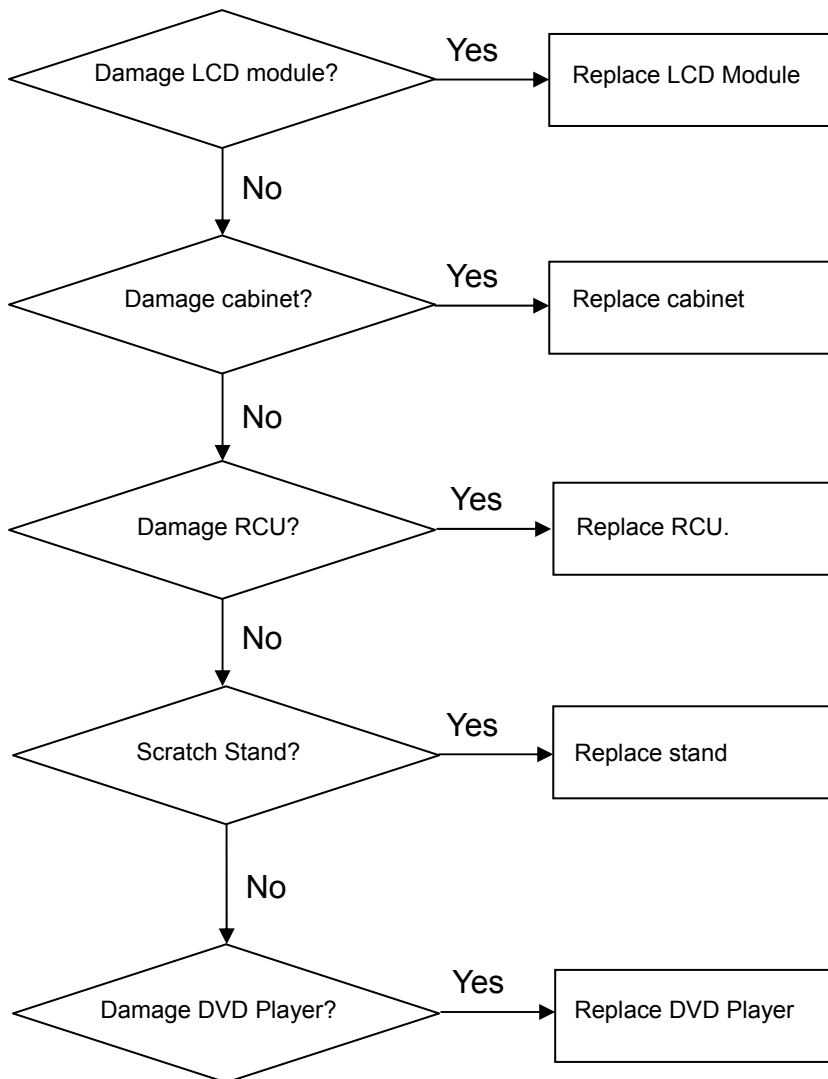 Damage LCD module?
Yes
Replace LCD Module
No
Damage cabinet?
Yes
Replace cabinet
No
Damage RCU?
Yes
Replace RCU.
No
Scratch Stand?
Yes
Replace stand
No
Damage DVD Player?
Yes
Replace DVD Player